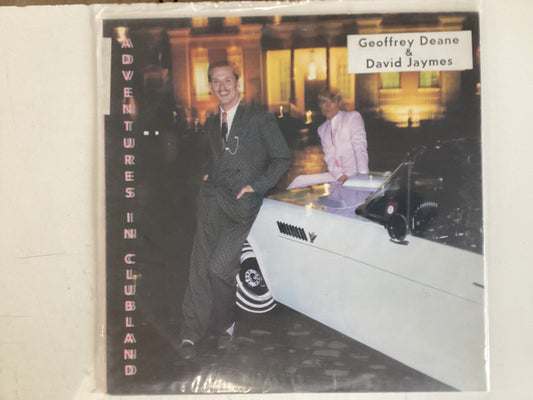 ADVENTURES IN CLUBLAND
Geoffrey Deane
&
David Jaymes